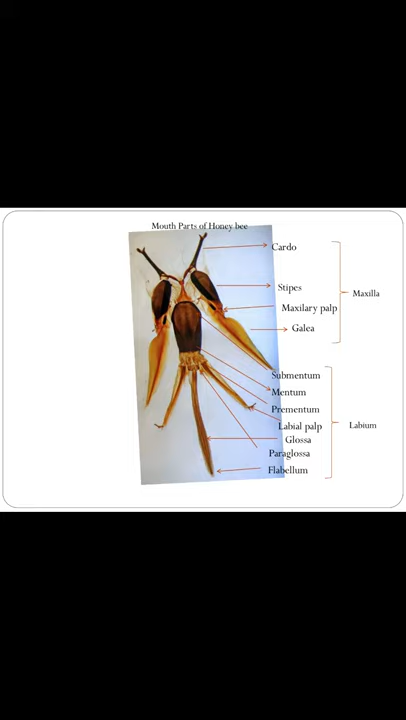 Mouth Parts of Honey bee
Cardo
Stipes
Maxilary palp
Galea
Maxilla
Submentum
Mentum
Prementum
Labial palp
Glossa
Paraglossa
Flabellum
Labium